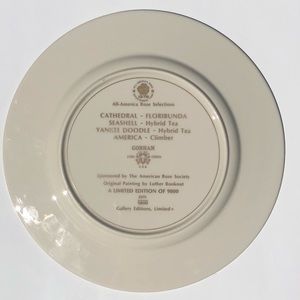 All-America Rose Selections
CATHEDRAL - FLORIBUNDA
SEASHELL - Hybrid Tea
YANKEE DOODLE - Hybrid Tea
AMERICA - Climber
GORHAM
U S A
Sponsored by The American Rose Society
Original Painting by Luther Bookout
A LIMITED EDITION OF 9800
Gallery Editions, Limited